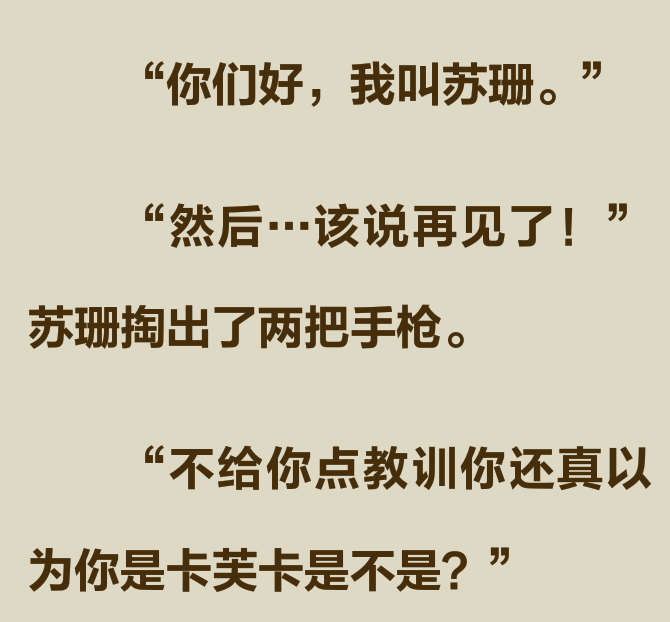 “你们好，我叫苏珊。”
“然后…该说再见了！”
苏珊掏出了两把手枪。
“不给你点教训你还真以
为你是卡芙卡是不是？”